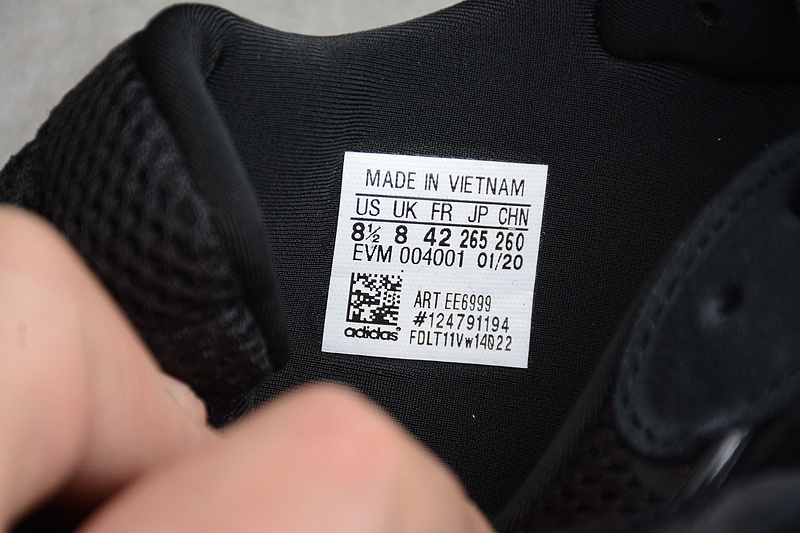 MADE IN VIETNAM
US UK FR JP CHN
8½ 8 42 265 260
EVM 004001 01/20
ART EE6999
#124791194
adidas
FDLT11Vw14022